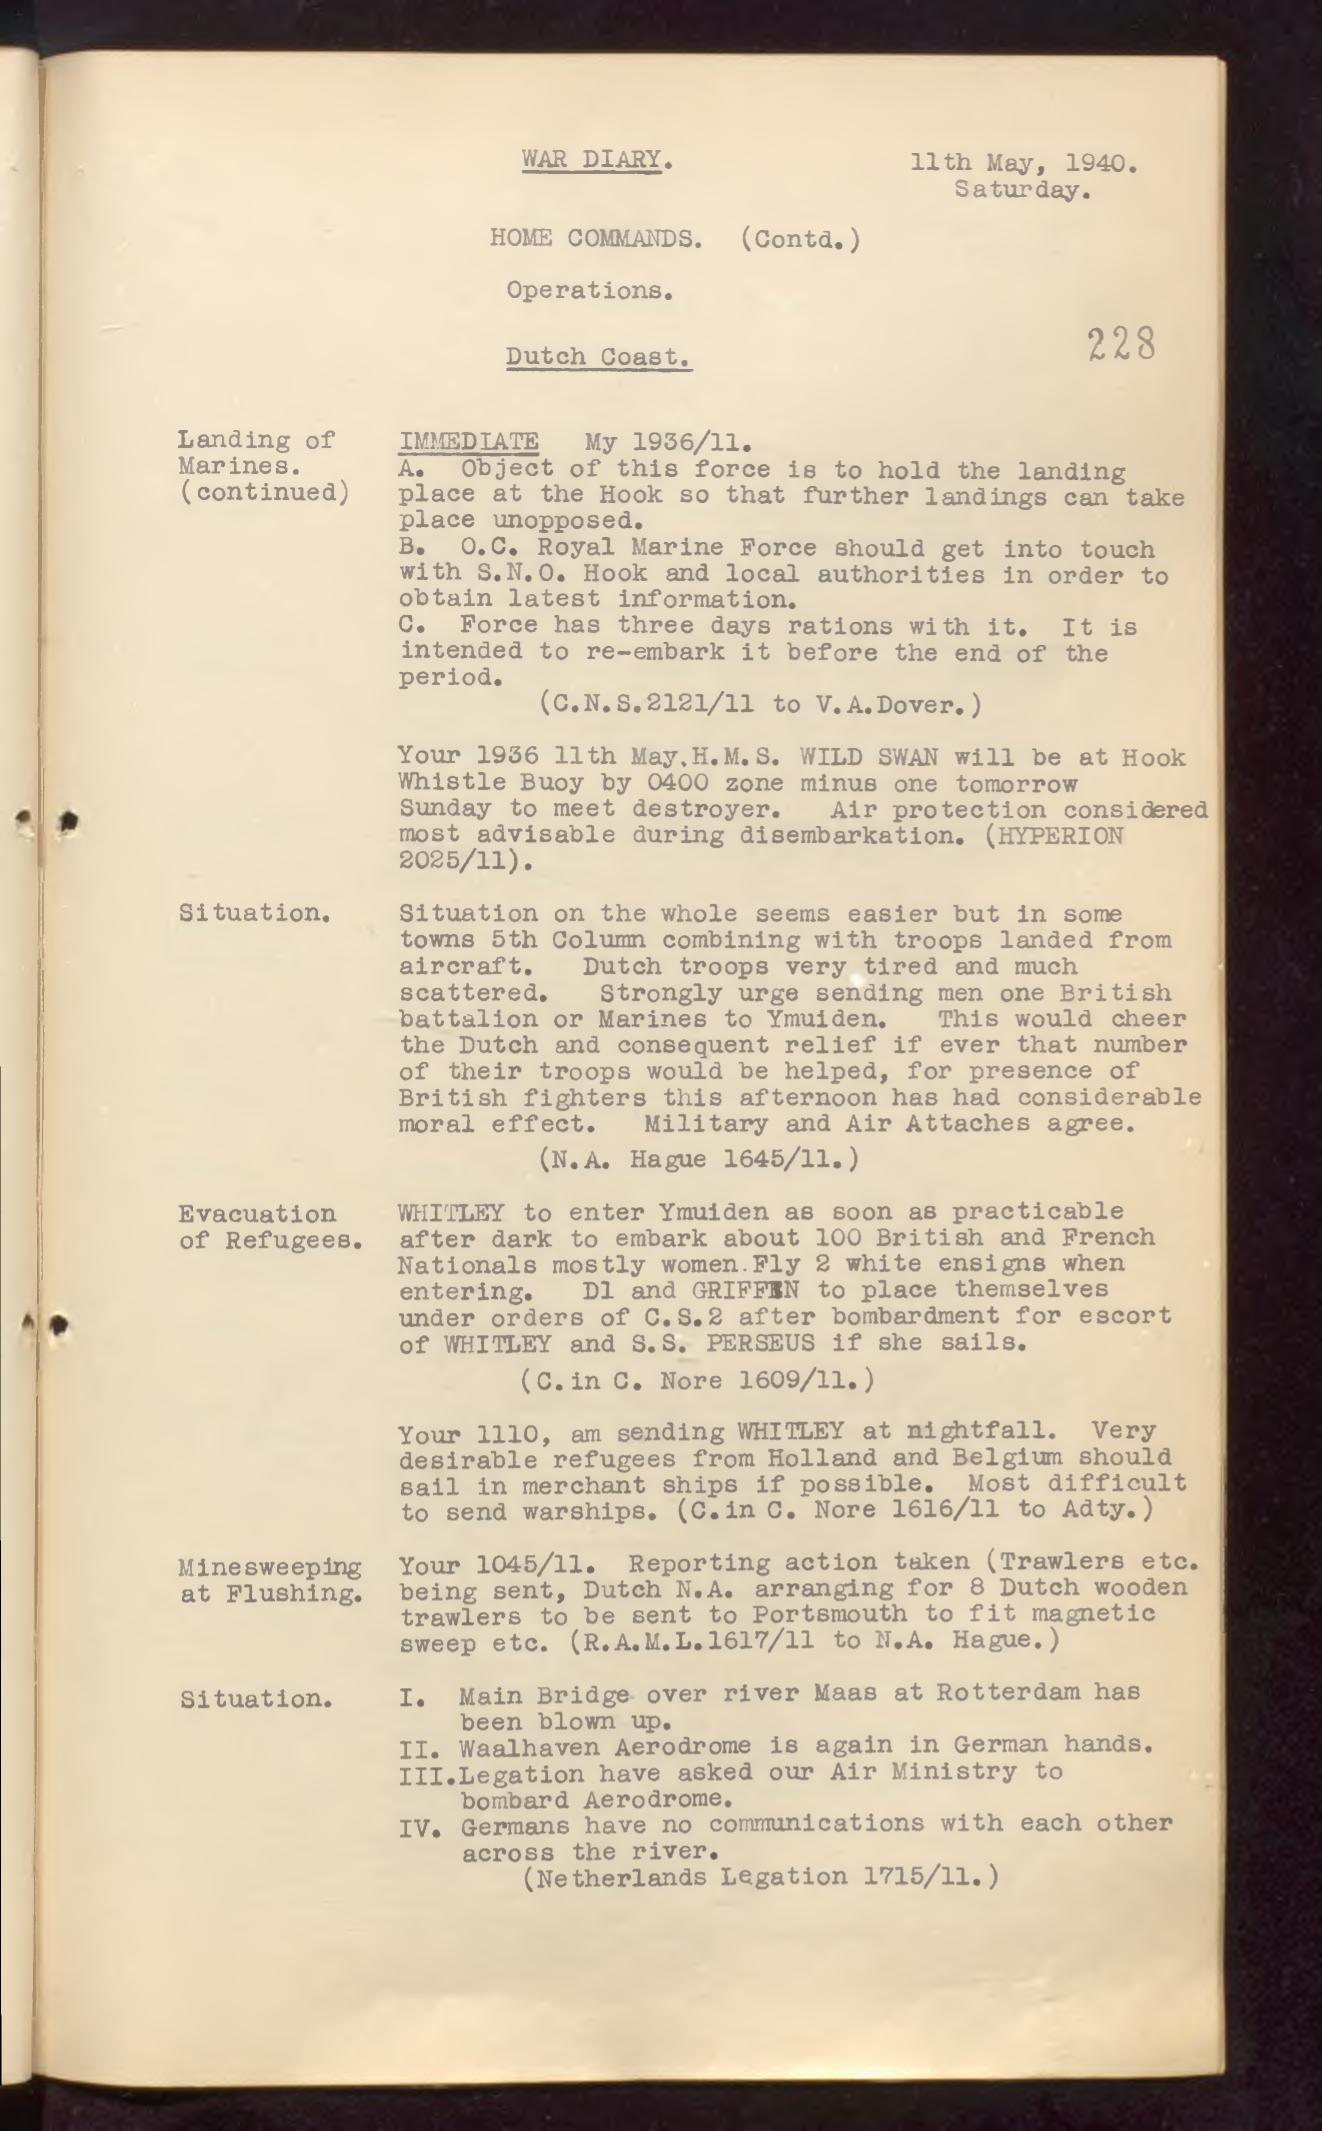 WAR DIARY.
11th May, 1940.
Saturday.
HOME COMMANDS. (Contd.)
Operations.
228
Dutch Coast.
Landing of
Marines.
(continued)
IMMEDIATE My 1936/11.
A. Object of this force is to hold the landing
place at the Hook so that further landings can take
place unopposed.
B. O.C. Royal Marine Force should get into touch
with S.N.O. Hook and local authorities in order to
obtain latest information.
C. Force has three days rations with it. It is
intended to re-embark it before the end of the
period.
(C.N.S.2121/11 to V.A.Dover.)
Your 1936 11th May.H.M.S. WILD SWAN will be at Hook
Whistle Buoy by 0400 zone minus one tomorrow
Sunday to meet destroyer. Air protection considered
most advisable during disembarkation. (HYPERION
2025/11).
Situation.
Situation on the whole seems easier but in some
towns 5th Column combining with troops landed from
aircraft. Dutch troops very tired and much
scattered. Strongly urge sending men one British
battalion or Marines to Ymuiden. This would cheer
the Dutch and consequent relief if ever that number
of their troops would be helped, for presence of
British fighters this afternoon has had considerable
moral effect. Military and Air Attaches agree.
(N.A. Hague 1645/11.)
Evacuation
of Refugees.
WHITLEY to enter Ymuiden as soon as practicable
after dark to embark about 100 British and French
Nationals mostly women.Fly 2 white ensigns when
entering. D1 and GRIFFIN to place themselves
under orders of C.S.2 after bombardment for escort
of WHITLEY and S.S. PERSEUS if she sails.
(C.in C. Nore 1609/11.)
Your 1110, am sending WHITLEY at nightfall. Very
desirable refugees from Holland and Belgium should
sail in merchant ships if possible. Most difficult
to send warships. (C.in C. Nore 1616/11 to Adty.)
Minesweeping
at Flushing.
Your 1045/11. Reporting action taken (Trawlers etc.
being sent, Dutch N.A. arranging for 8 Dutch wooden
trawlers to be sent to Portsmouth to fit magnetic
sweep etc. (R.A.M.L.1617/11 to N.A. Hague.)
Situation.
I. Main Bridge over river Maas at Rotterdam has
been blown up.
II. Waalhaven Aerodrome is again in German hands.
III.Legation have asked our Air Ministry to
bombard Aerodrome.
IV. Germans have no communications with each other
across the river.
(Netherlands Legation 1715/11.)